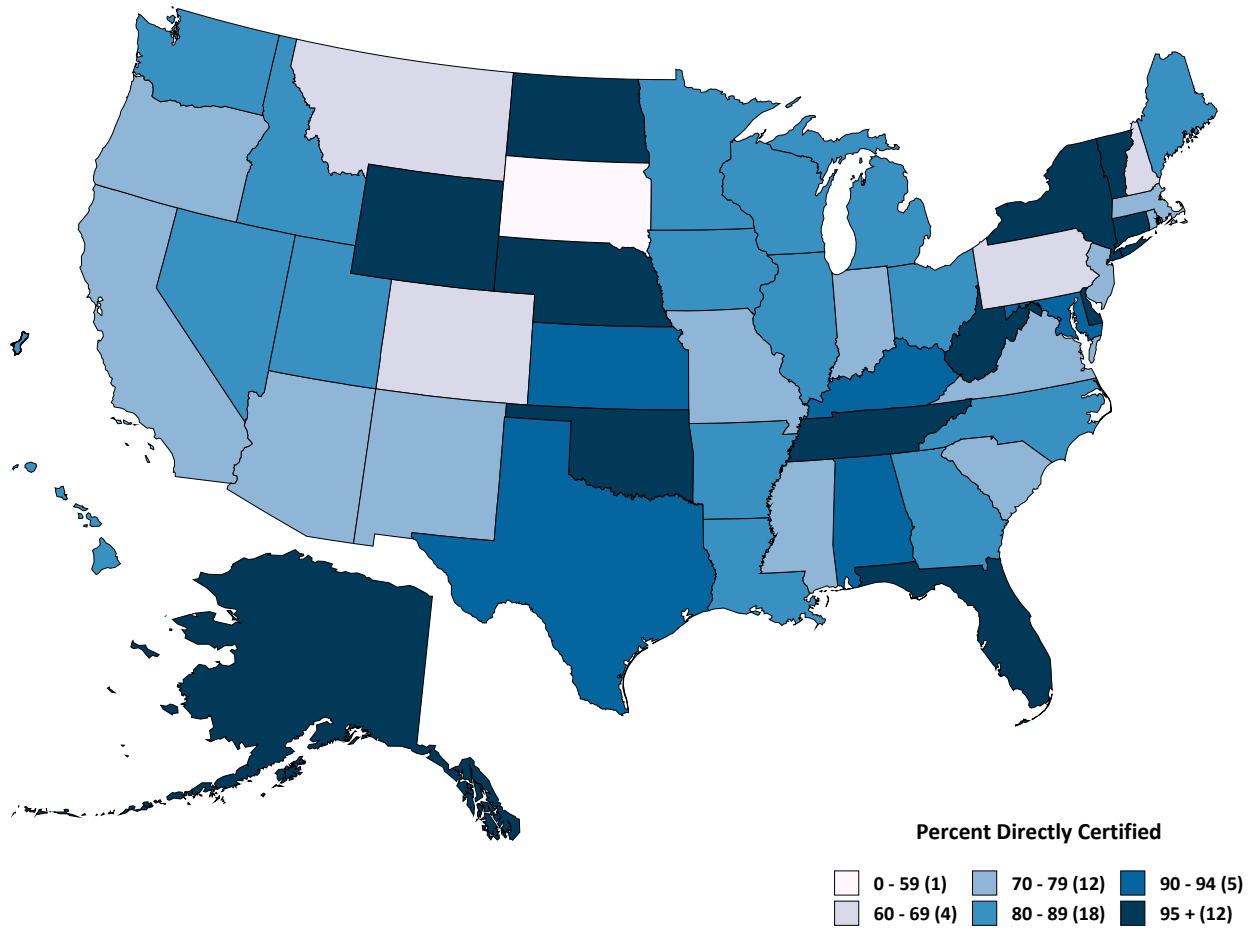 Percent Directly Certified
0 - 59 (1) 70 - 79 (12) 90 - 94 (5)
60 - 69 (4) 80 - 89 (18) 95 + (12)